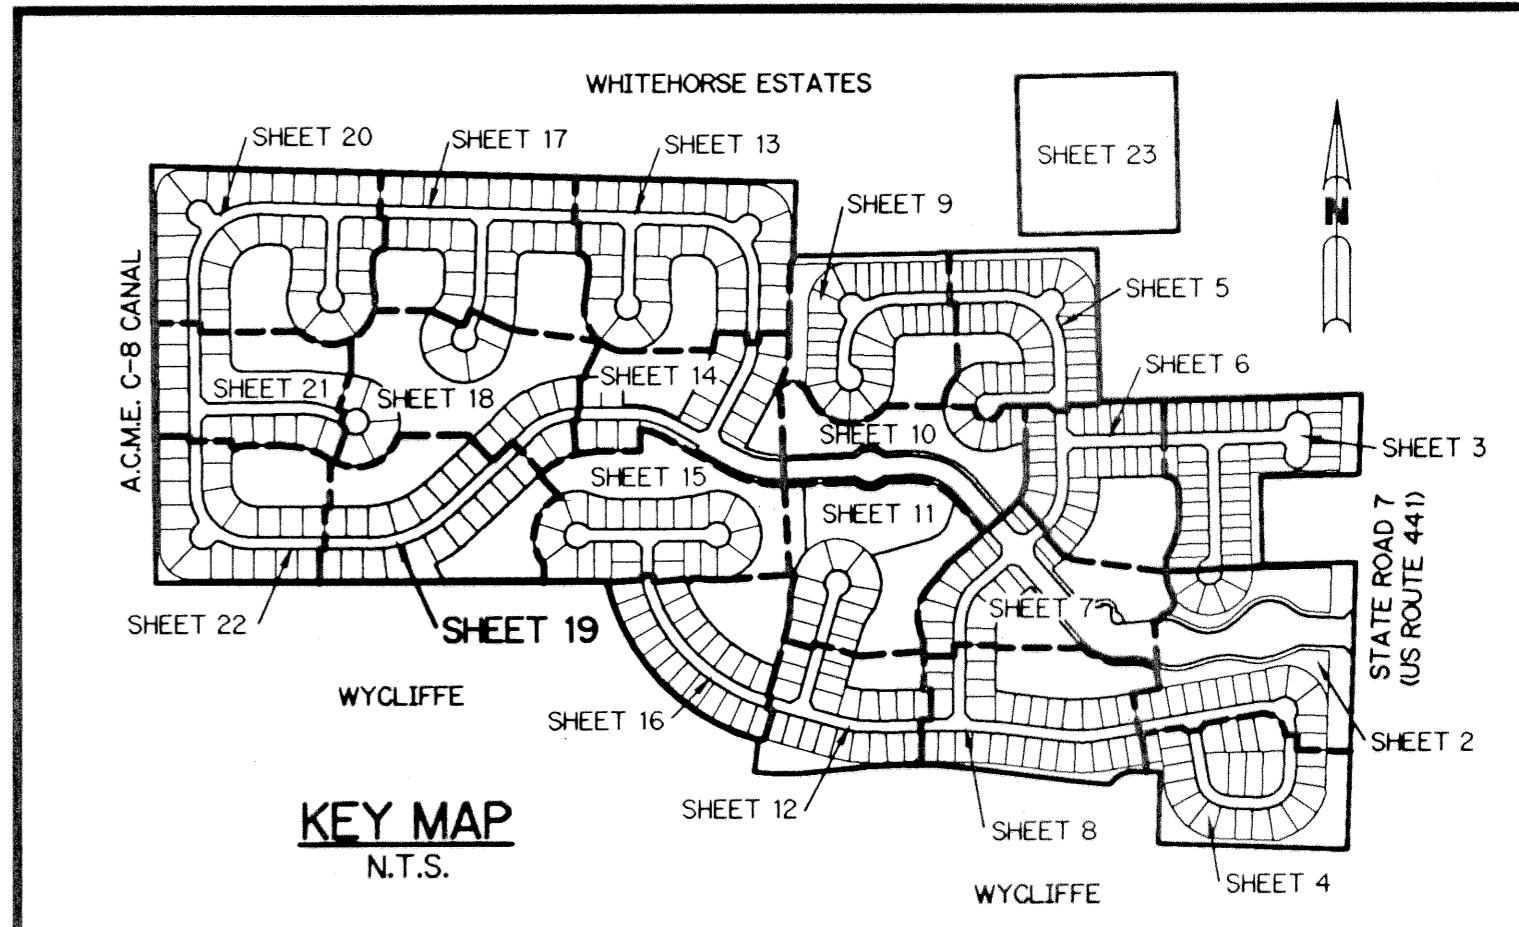 WHITEHORSE ESTATES
SHEET 20
SHEET 17
SHEET 13
SHEET 23
SHEET 9
N
SHEET 5
A.C.M.E. C-8 CANAL
SHEET 6
SHEET 21
SHEET 18
SHEET 14
SHEET 10
SHEET 3
SHEET 15
SHEET 11
STATE ROAD 7
(US ROUTE 441)
SHEET 7
SHEET 22
SHEET 19
WYCLIFFE
SHEET 16
SHEET 2
SHEET 12
SHEET 8
KEY MAP
N.T.S.
SHEET 4
WYCLIFFE